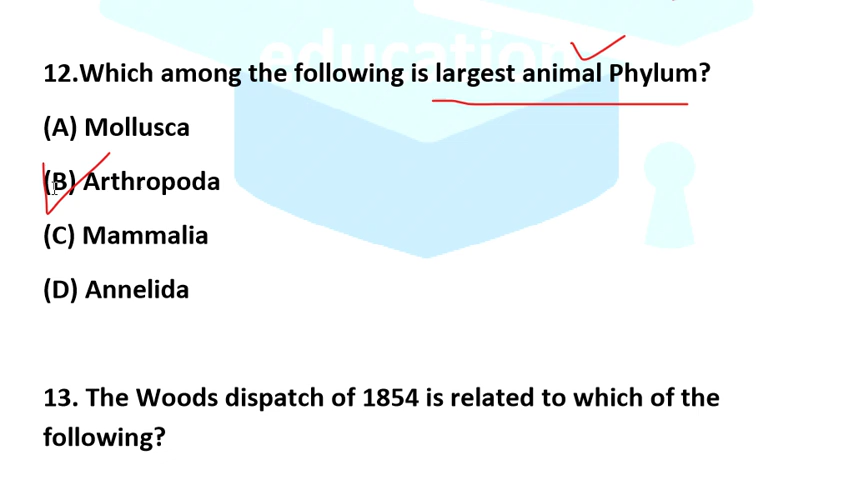 education
12.Which among the following is largest animal Phylum?
(A) Mollusca
(B) Arthropoda
(C) Mammalia
(D) Annelida
13. The Woods dispatch of 1854 is related to which of the
following?